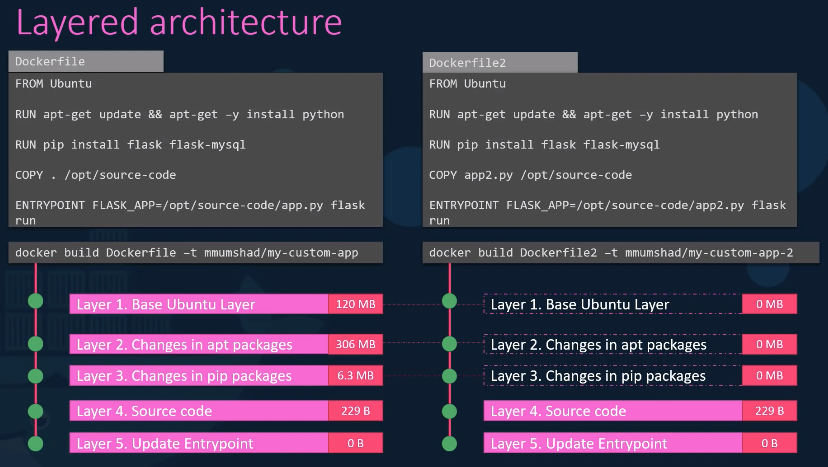 Layered architecture
Dockerfile
FROM Ubuntu
RUN apt-get update && apt-get –y install python
RUN pip install flask flask-mysql
COPY . /opt/source-code
ENTRYPOINT FLASK_APP=/opt/source-code/app.py flask
run
docker build Dockerfile –t mmumshad/my-custom-app
Layer 1. Base Ubuntu Layer 120 MB
Layer 2. Changes in apt packages 306 MB
Layer 3. Changes in pip packages 6.3 MB
Layer 4. Source code 229 B
Layer 5. Update Entrypoint 0 B
Dockerfile2
FROM Ubuntu
RUN apt-get update && apt-get –y install python
RUN pip install flask flask-mysql
COPY app2.py /opt/source-code
ENTRYPOINT FLASK_APP=/opt/source-code/app2.py flask
run
docker build Dockerfile2 –t mmumshad/my-custom-app-2
Layer 1. Base Ubuntu Layer 0 MB
Layer 2. Changes in apt packages 0 MB
Layer 3. Changes in pip packages 0 MB
Layer 4. Source code 229 B
Layer 5. Update Entrypoint 0 B